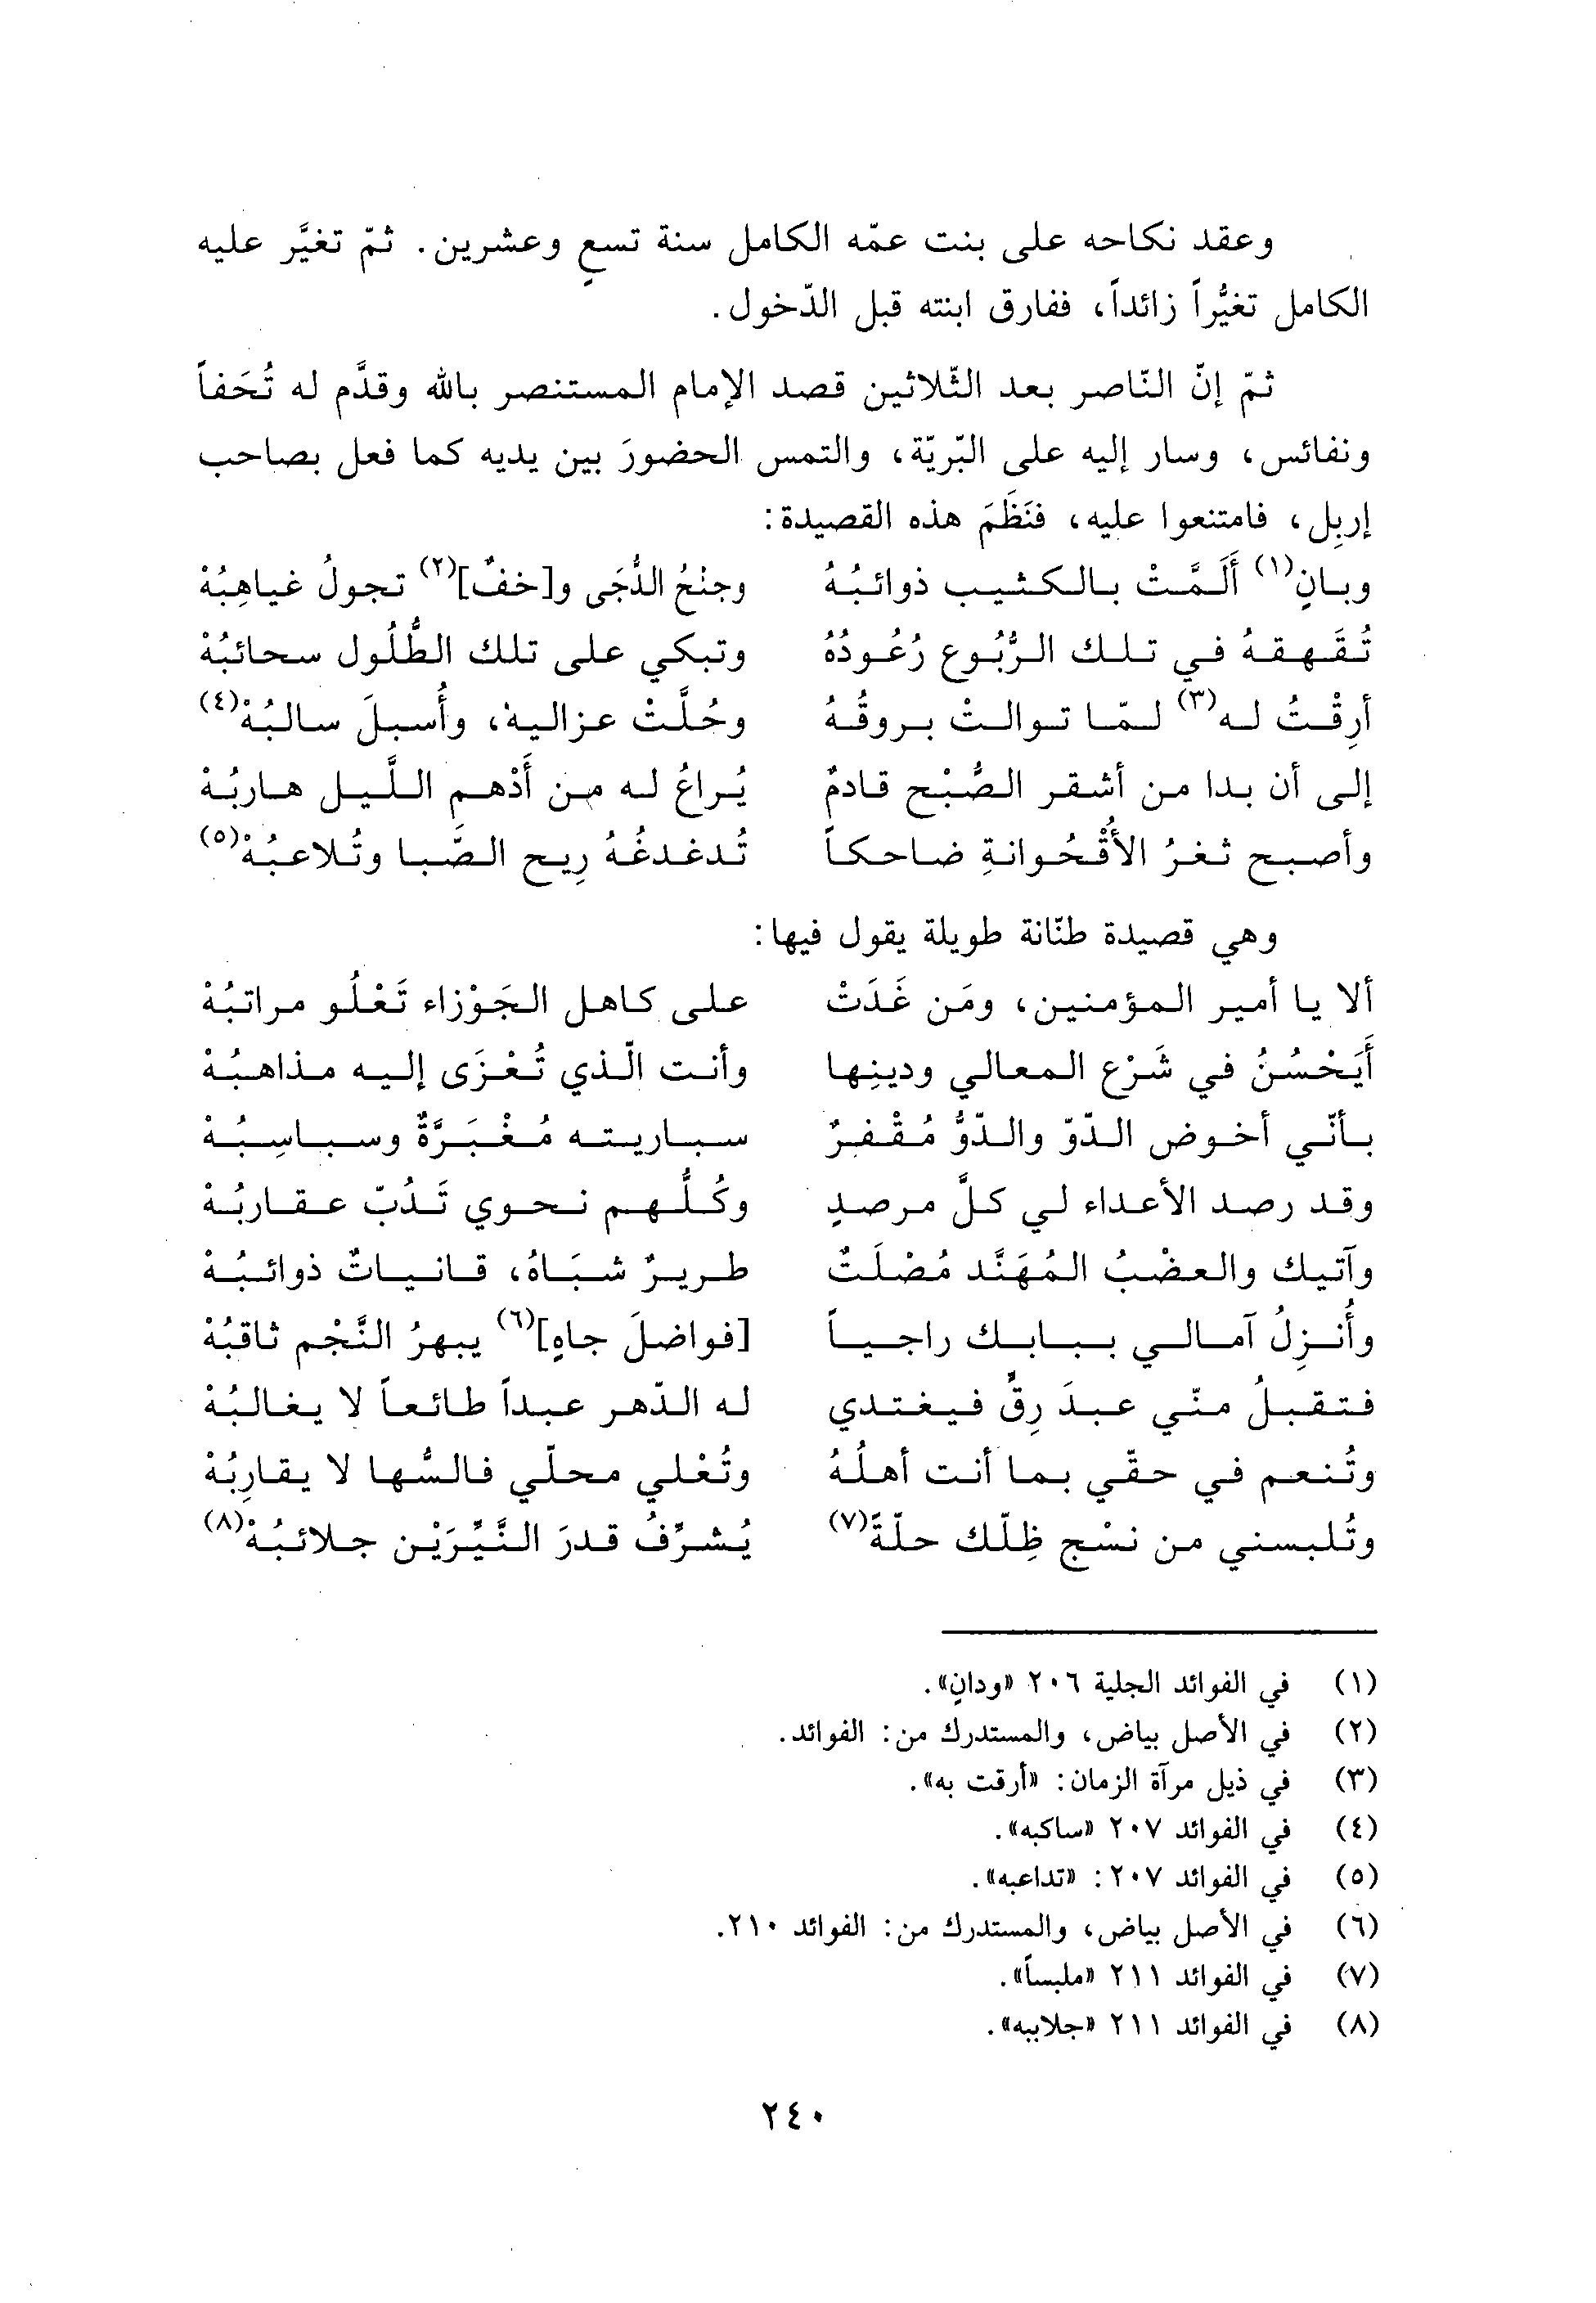 وعقد نكاحه على بنت عمّه الكامل سنة تسعٍ وعشرين. ثمّ تغيَّر عليه
الكامل تغيُّراً زائداً، ففارق ابنته قبل الدّخول.
ثمّ إنّ النّاصر بعد الثّلاثين قصد الإمام المستنصر بالله وقدَّم له تُحَفاً
ونفائس، وسار إليه على البّريّة، والتمس الحضورَ بين يديه كما فعل بصاحب
إربِل، فامتنعوا عليه، فنَظَمَ هذه القصيدة:
وبانٍ(١) أَلَمَّتْ بالكثيب ذوائبُهُ وجنْحُ الدُّجَى و[خفٌ](٢) تجولُ غياهِبُهْ
تُقَهقهُ في تلك الرُّبُوع رُعُودُهُ وتبكي على تلك الطُّلُول سحائبُهْ
أرِقْتُ له(٣) لمّا توالتْ بروقُهُ وحُلَّتْ عزاليهْ، وأُسبلَ سالبُهْ(٤)
إلى أن بدا من أشقر الصُّبْح قادمٌ يُراعُ له من أَدْهم اللَّيل هاربُهْ
وأصبح ثغرُ الأُقْحُوانةِ ضاحكاً تُدغدغُهُ رِيح الصَّبا وتُلاعبُهْ(٥)
وهي قصيدة طنّانة طويلة يقول فيها:
ألا يا أمير المؤمنين، ومَن غَدَتْ على كاهل الجَوْزاء تَعْلُو مراتبُهْ
أَيَحْسُنُ في شَرْع المعالي ودينِها وأنت الّذي تُعْزَى إليه مذاهبُهْ
بأنّي أخوض الدّوّ والدّوُّ مُقْفرٌ سباريته مُغْبَرَّةٌ وسباسِبُهْ
وقد رصد الأعداء لي كلَّ مرصدٍ وكُلُّهم نحوي تَدُبّ عقاربُهْ
وآتيك والعضْبُ المُهَنَّد مُصْلَتٌ طريرٌ شبَاهُ، قانياتٌ ذوائبُهْ
وأُنزِلُ آمالي ببابك راجياً [فواضلَ جاهٍ](٦) يبهرُ النَّجْم ثاقبُهْ
فتقبلُ منّي عبدَ رِقٍّ فيغتدي له الدّهر عبداً طائعاً لا يغالبُهْ
وتُنعم في حقّي بما أنت أهلُهُ وتُعْلي محلّي فالسُّها لا يقارِبُهْ
وتُلبسني من نسْج ظِلّك حلّةً(٧) يُشرِّفُ قدرَ النَّيِّرَيْن جلائبُهْ(٨)
(١) في الفوائد الجلية ٢٠٦ «ودانٍ».
(٢) في الأصل بياض، والمستدرك من: الفوائد.
(٣) في ذيل مرآة الزمان: «أرقت به».
(٤) في الفوائد ٢٠٧ «ساكبه».
(٥) في الفوائد ٢٠٧: «تداعبه».
(٦) في الأصل بياض، والمستدرك من: الفوائد ٢١٠.
(٧) في الفوائد ٢١١ «ملبساً».
(٨) في الفوائد ٢١١ «جلاببه».
٢٤٠